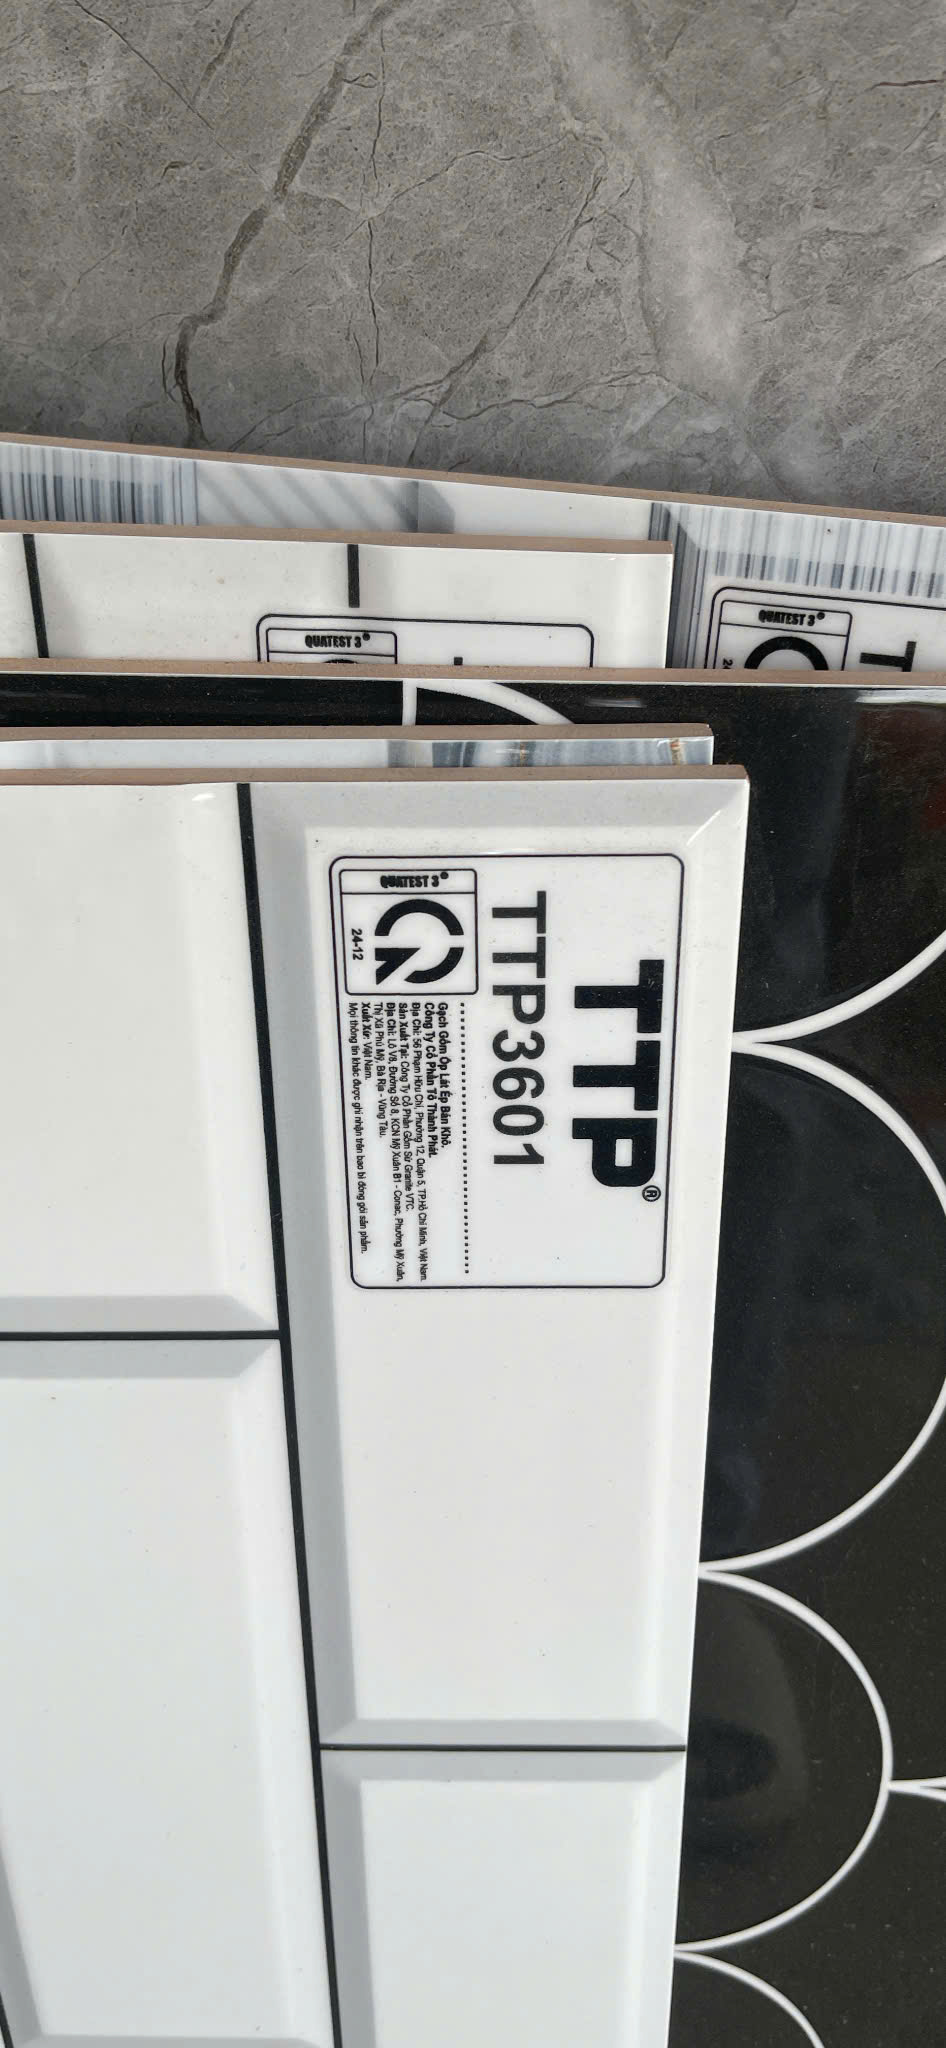 QUATEST 3®
QUATEST 3®
T
2
TTP®
TTP3601
QUATEST 3®
24-12
Gạch Gốm Ốp Lát Ép Bán Khô.
Công Ty Cổ Phần Tô Thành Phát.
Địa Chỉ: 56 Phạm Hữu Chí, Phường 12, Quận 5, TP.Hồ Chí Minh, Việt Nam.
Sản Xuất Tại: Công Ty Cổ Phần Gốm Sứ Granite VTC.
Địa Chỉ: Lô V8, Đường Số 8, KCN Mỹ Xuân B1 - Conac, Phường Mỹ Xuân,
Thị Xã Phú Mỹ, Bà Rịa - Vũng Tàu.
Xuất Xứ: Việt Nam.
Mọi thông tin khác được ghi nhận trên bao bì đóng gói sản phẩm.